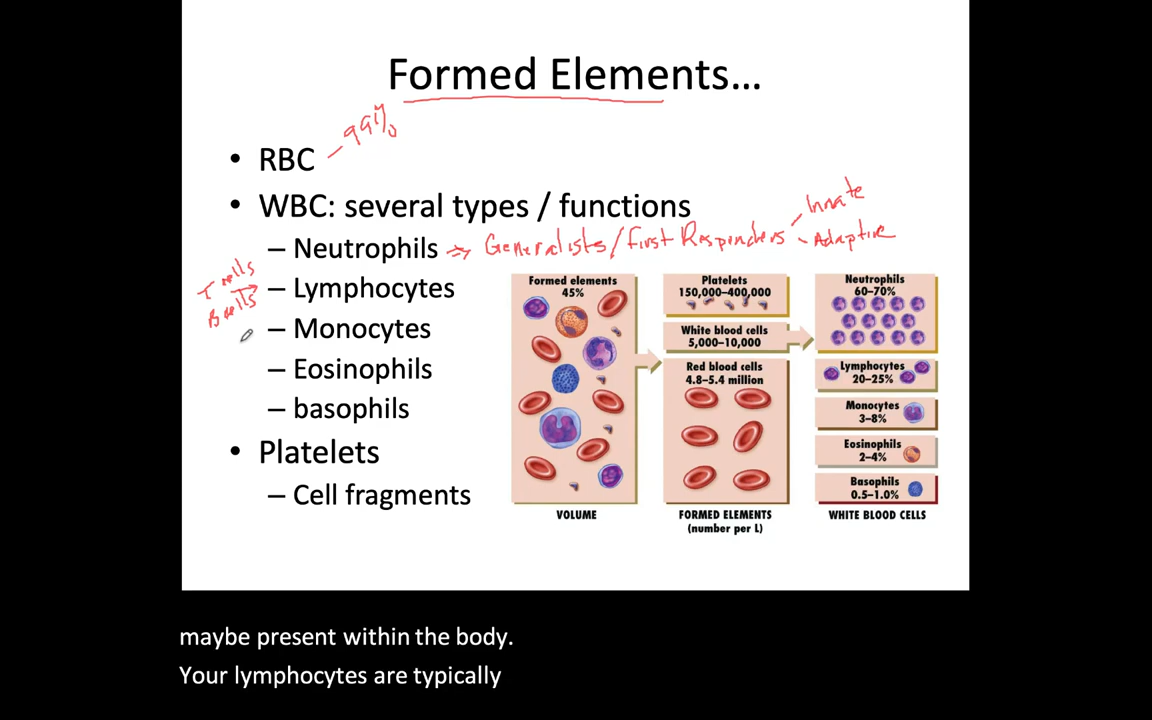 Formed Elements...
• RBC
99%
• WBC: several types / functions
Innate
– Neutrophils => Generalists / First Responders
Adaptive
T cells
– Lymphocytes
B cells
– Monocytes
– Eosinophils
– basophils
• Platelets
– Cell fragments
Formed elements
45%
VOLUME
Platelets
150,000–400,000
White blood cells
5,000–10,000
Red blood cells
4.8–5.4 million
FORMED ELEMENTS
(number per L)
Neutrophils
60–70%
Lymphocytes
20–25%
Monocytes
3–8%
Eosinophils
2–4%
Basophils
0.5–1.0%
WHITE BLOOD CELLS
maybe present within the body.
Your lymphocytes are typically